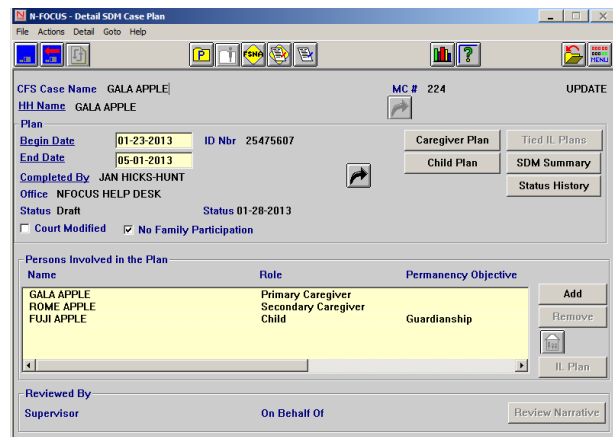 N-FOCUS - Detail SDM Case Plan
File Actions Detail Goto Help
P FSNA ? MENU
CFS Case Name GALA APPLE MC # 224 UPDATE
HH Name GALA APPLE
Plan
Begin Date 01-23-2013 ID Nbr 25475607 Caregiver Plan Tied IL Plans
End Date 05-01-2013 Child Plan SDM Summary
Completed By JAN HICKS-HUNT Status History
Office NFOCUS HELP DESK
Status Draft Status 01-28-2013
Court Modified No Family Participation
Persons Involved in the Plan
Name Role Permanency Objective
GALA APPLE Primary Caregiver Add
ROME APPLE Secondary Caregiver
FUJI APPLE Child Guardianship Remove
IL Plan
Reviewed By
Supervisor On Behalf Of Review Narrative